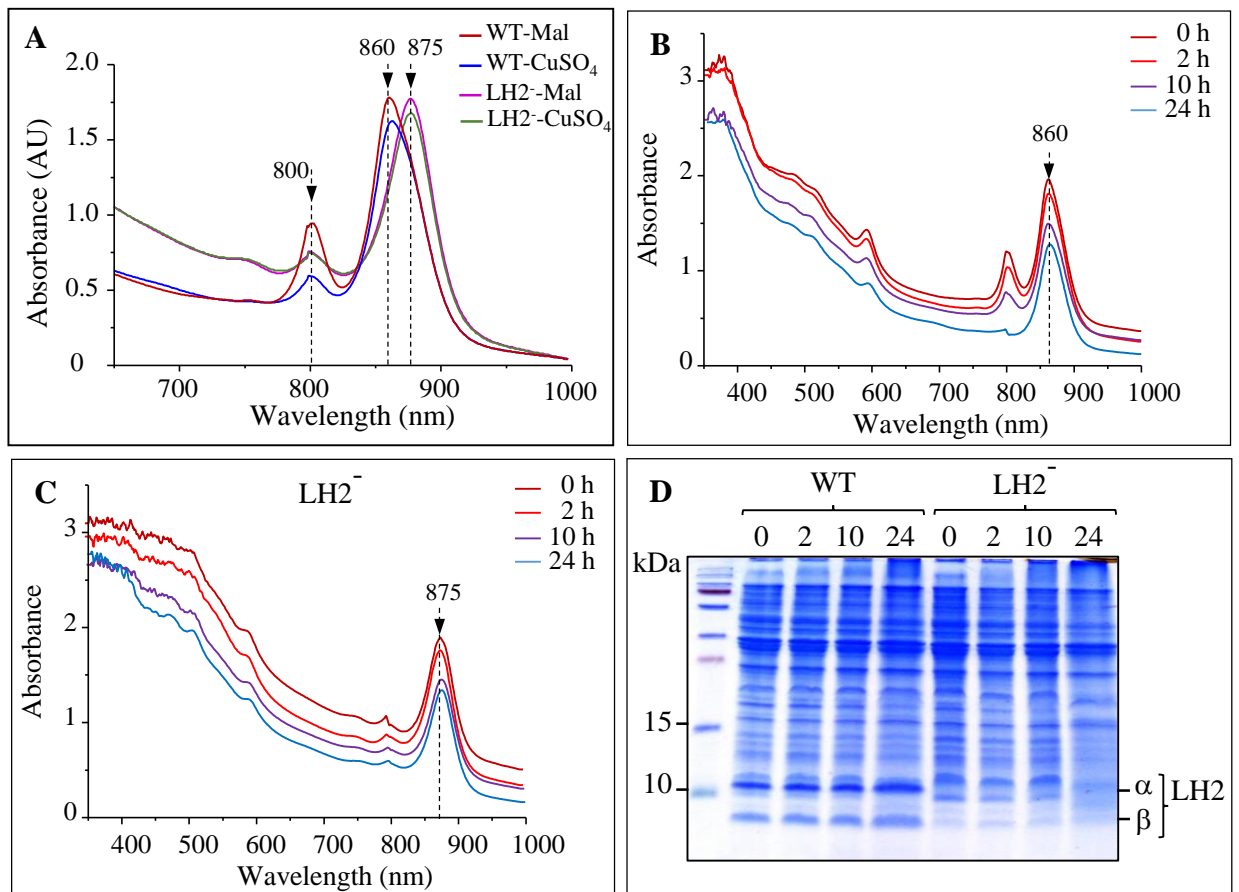 A
WT-Mal
WT-CuSO₄
LH2⁻-Mal
LH2⁻-CuSO₄
860
875
800
2.0
1.5
1.0
0.5
0
Absorbance (AU)
700
800
900
1000
Wavelength (nm)
B
0 h
2 h
10 h
24 h
860
3
2
1
0
Absorbance
400
500
600
700
800
900
1000
Wavelength (nm)
C
LH2⁻
0 h
2 h
10 h
24 h
875
3
2
1
0
Absorbance
400
500
600
700
800
900
1000
Wavelength (nm)
D
WT
LH2⁻
0 2 10 24 0 2 10 24
kDa
15
10
α
β
LH2